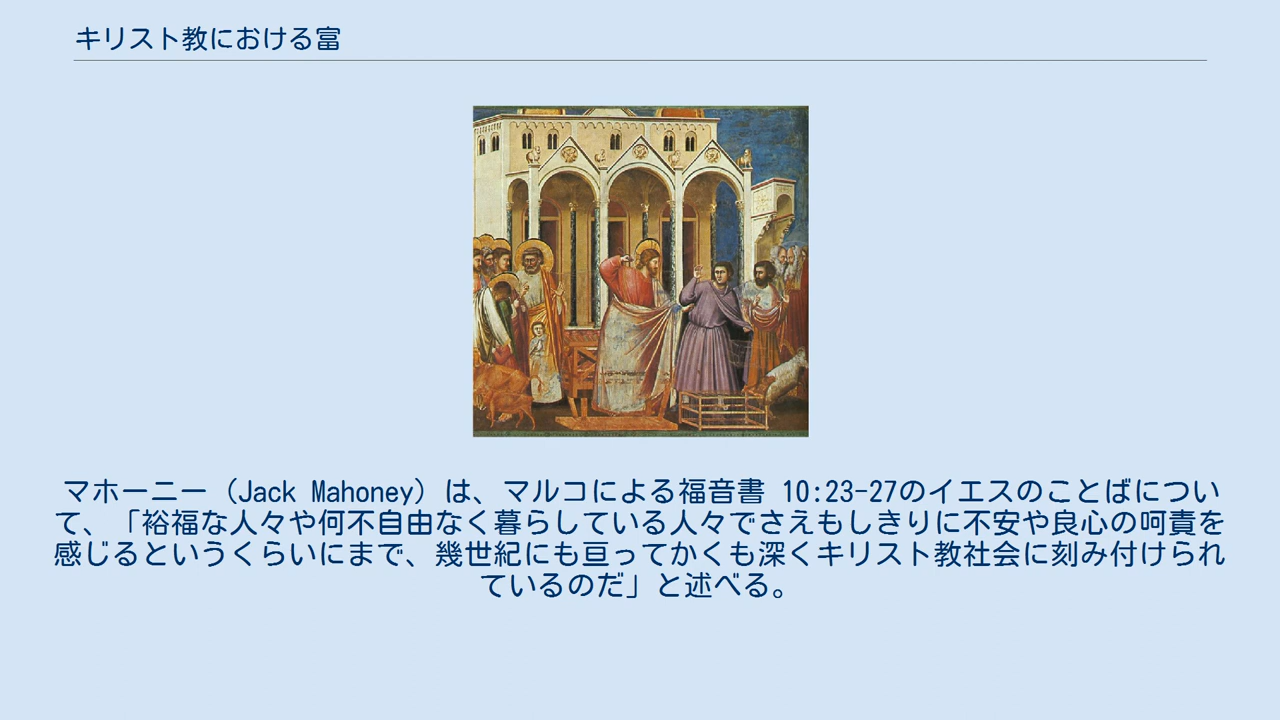 キリスト教における富
マホーニー（Jack Mahoney）は、マルコによる福音書 10:23-27のイエスのことばについ
て、「裕福な人々や何不自由なく暮らしている人々でさえもしきりに不安や良心の呵責を
感じるというくらいにまで、幾世紀にも亘ってかくも深くキリスト教社会に刻み付けられ
ているのだ」と述べる。